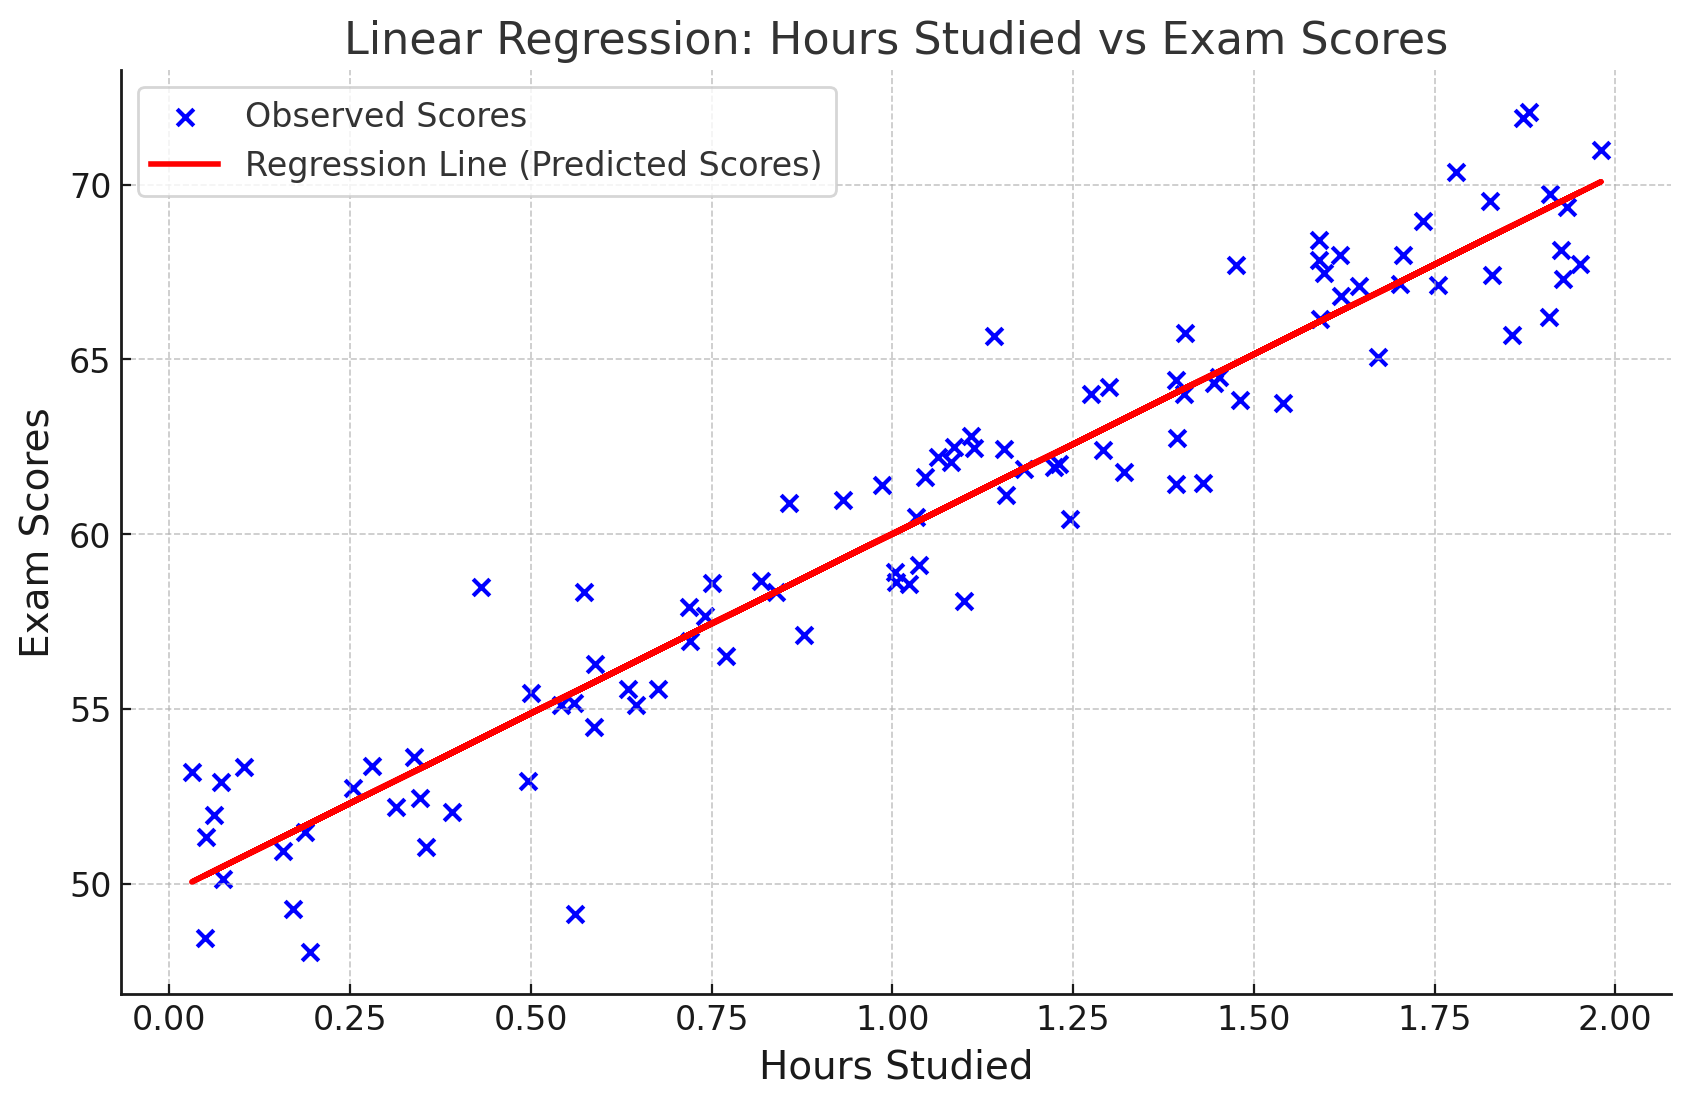 Linear Regression: Hours Studied vs Exam Scores
Observed Scores
Regression Line (Predicted Scores)
Exam Scores
70
65
60
55
50
0.00 0.25 0.50 0.75 1.00 1.25 1.50 1.75 2.00
Hours Studied